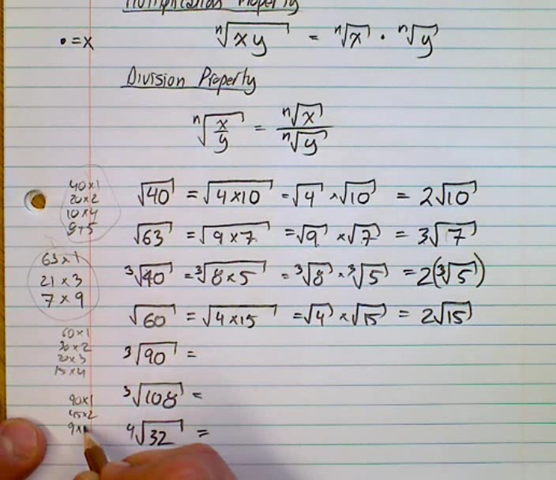 Multiplication Property
• = x
ⁿ√xy = ⁿ√x • ⁿ√y
Division Property
ⁿ√(x/y) = ⁿ√x / ⁿ√y
40 x 1
20 x 2
10 x 4
8 x 5
√40 = √4×10 = √4 × √10 = 2√10
√63 = √9×7 = √9 × √7 = 3√7
63 x 1
21 x 3
7 x 9
³√40 = ³√8×5 = ³√8 × ³√5 = 2(³√5)
√60 = √4×15 = √4 × √15 = 2√15
60 x 1
30 x 2
20 x 3
15 x 4
³√90 =
90 x 1
45 x 2
9 x
³√108 =
⁴√32 =